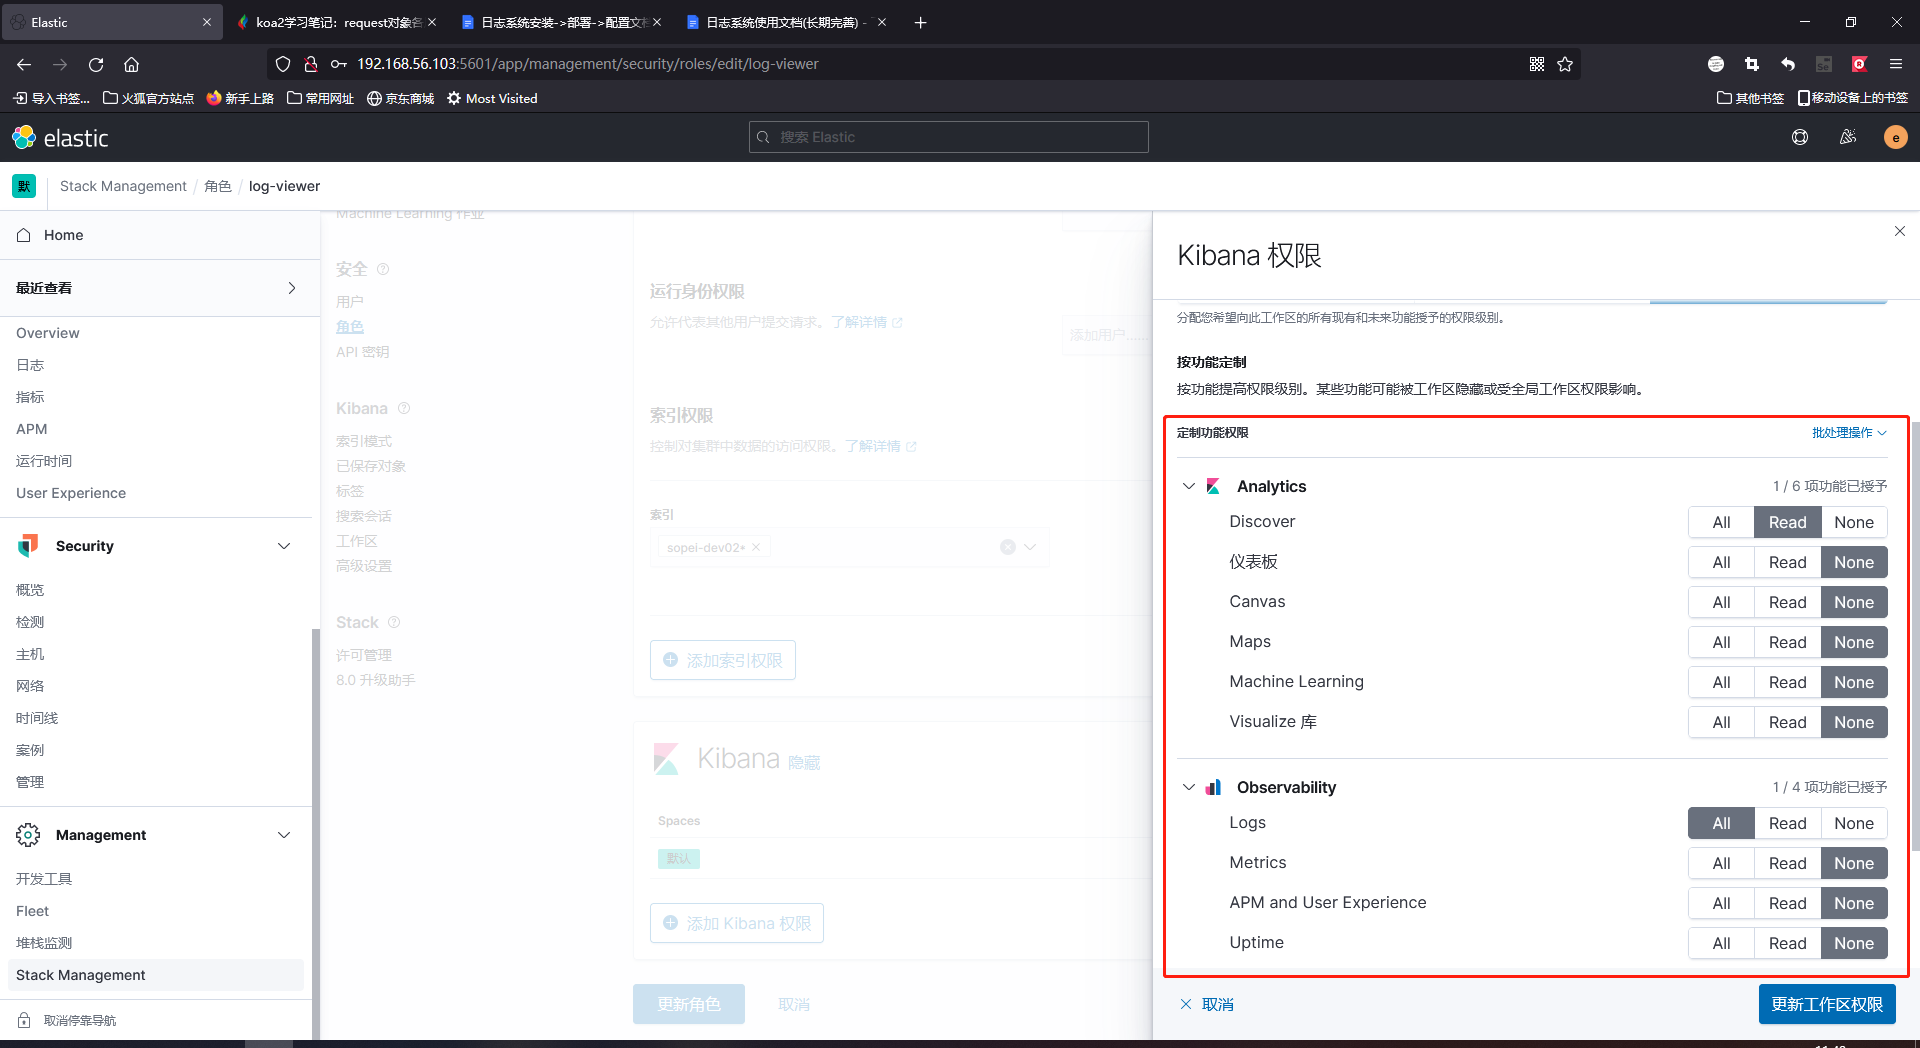 Elastic
koa2学习笔记：request对象各
日志系统安装->部署->配置文档
日志系统使用文档(长期完善) -
192.168.56.103:5601/app/management/security/roles/edit/log-viewer
导入书签...
火狐官方站点
新手上路
常用网址
京东商城
Most Visited
其他书签
移动设备上的书签
elastic
搜索 Elastic
e
默
Stack Management / 角色 / log-viewer
Home
最近查看
Overview
日志
指标
APM
运行时间
User Experience
Security
概览
检测
主机
网络
时间线
案例
管理
Management
开发工具
Fleet
堆栈监测
Stack Management
取消停靠导航
Machine Learning 作业
安全
用户
角色
API 密钥
Kibana
索引模式
已保存对象
标签
搜索会话
工作区
高级设置
Stack
许可管理
8.0 升级助手
运行身份权限
允许代表其他用户提交请求。了解详情
添加用户……
索引权限
控制对集群中数据的访问权限。了解详情
索引
sopei-dev02*
添加索引权限
Kibana 隐藏
Spaces
默认
添加 Kibana 权限
更新角色
取消
Kibana 权限
分配您希望向此工作区的所有现有和未来功能授予的权限级别。
按功能定制
按功能提高权限级别。某些功能可能被工作区隐藏或受全局工作区权限影响。
定制功能权限
批处理操作
Analytics
1 / 6 项功能已授予
Discover
All Read None
仪表板
All Read None
Canvas
All Read None
Maps
All Read None
Machine Learning
All Read None
Visualize 库
All Read None
Observability
1 / 4 项功能已授予
Logs
All Read None
Metrics
All Read None
APM and User Experience
All Read None
Uptime
All Read None
取消
更新工作区权限